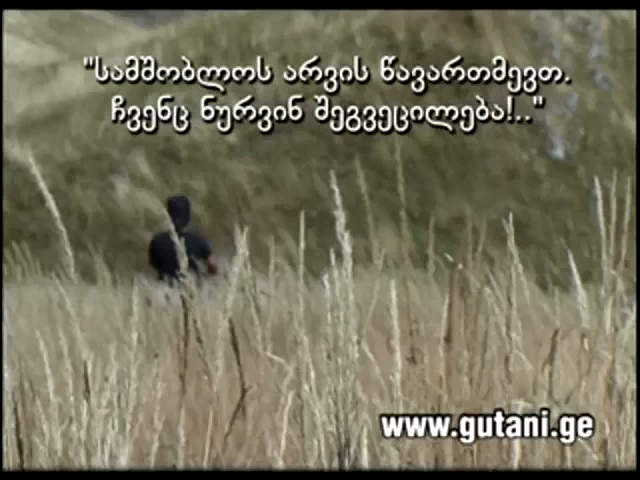 "სამშობლოს არვის წავართმევთ.
ჩვენც ნურვინ შეგვეცილება!.."
www.gutani.ge